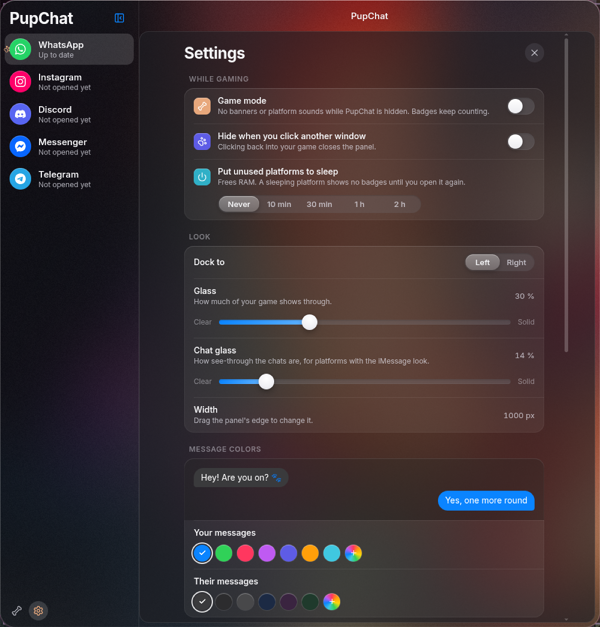 PupChat
PupChat
WhatsApp
Up to date
Instagram
Not opened yet
Discord
Not opened yet
Messenger
Not opened yet
Telegram
Not opened yet
Settings
WHILE GAMING
Game mode
No banners or platform sounds while PupChat is hidden. Badges keep counting.
Hide when you click another window
Clicking back into your game closes the panel.
Put unused platforms to sleep
Frees RAM. A sleeping platform shows no badges until you open it again.
Never 10 min 30 min 1 h 2 h
LOOK
Dock to Left Right
Glass
How much of your game shows through.
30 %
Clear Solid
Chat glass
How see-through the chats are, for platforms with the iMessage look.
14 %
Clear Solid
Width
Drag the panel's edge to change it.
1000 px
MESSAGE COLORS
Hey! Are you on? 🐾
Yes, one more round
Your messages
Their messages